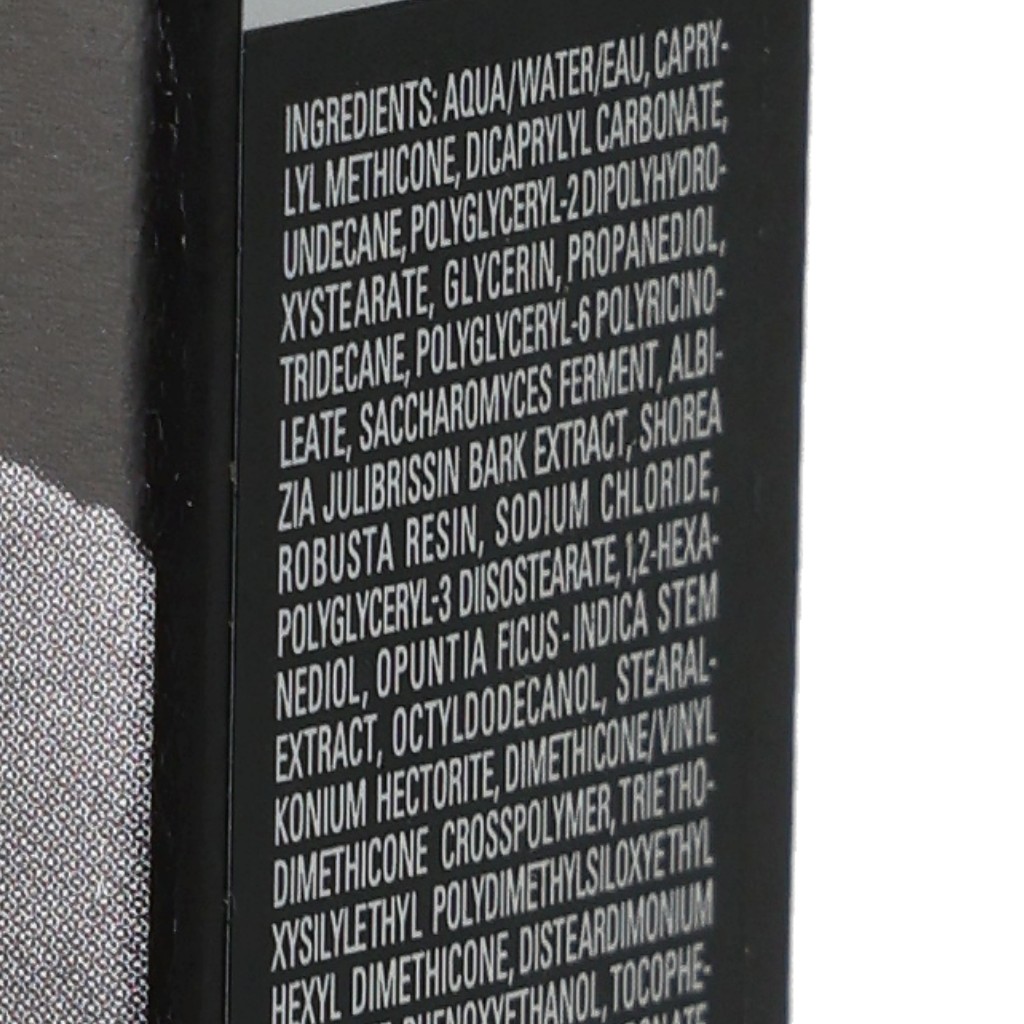 INGREDIENTS: AQUA/WATER/EAU, CAPRY-
LYL METHICONE, DICAPRYLYL CARBONATE,
UNDECANE, POLYGLYCERYL-2 DIPOLYHYDRO-
XYSTEARATE, GLYCERIN, PROPANEDIOL,
TRIDECANE, POLYGLYCERYL-6 POLYRICINO-
LEATE, SACCHAROMYCES FERMENT, ALBI-
ZIA JULIBRISSIN BARK EXTRACT, SHOREA
ROBUSTA RESIN, SODIUM CHLORIDE,
POLYGLYCERYL-3 DIISOSTEARATE, 1,2-HEXA-
NEDIOL, OPUNTIA FICUS-INDICA STEM
EXTRACT, OCTYLDODECANOL, STEARAL-
KONIUM HECTORITE, DIMETHICONE/VINYL
DIMETHICONE CROSSPOLYMER, TRIETHO-
XYSILYLETHYL POLYDIMETHYLSILOXYETHYL
HEXYL DIMETHICONE, DISTEARDIMONIUM
PHENOXYETHANOL, TOCOPHE-